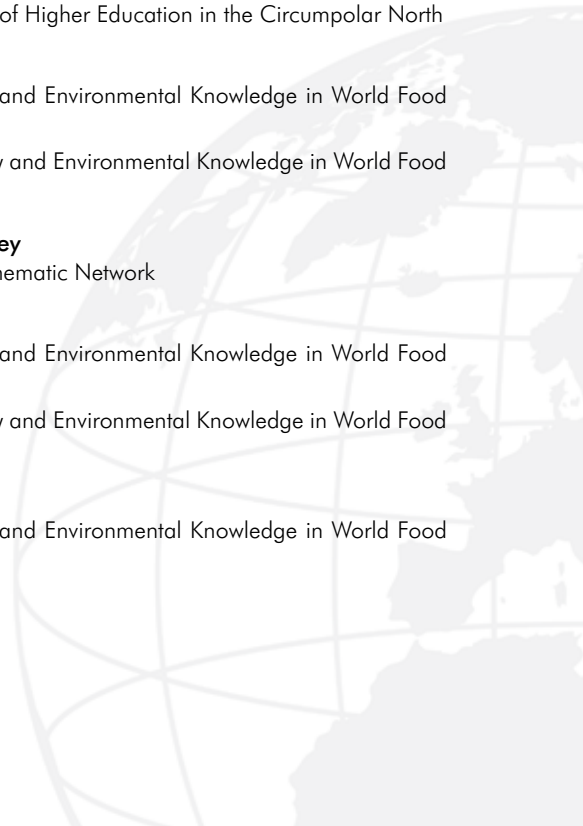 of Higher Education in the Circumpolar North
and Environmental Knowledge in World Food
and Environmental Knowledge in World Food
ey
ematic Network
and Environmental Knowledge in World Food
and Environmental Knowledge in World Food
and Environmental Knowledge in World Food